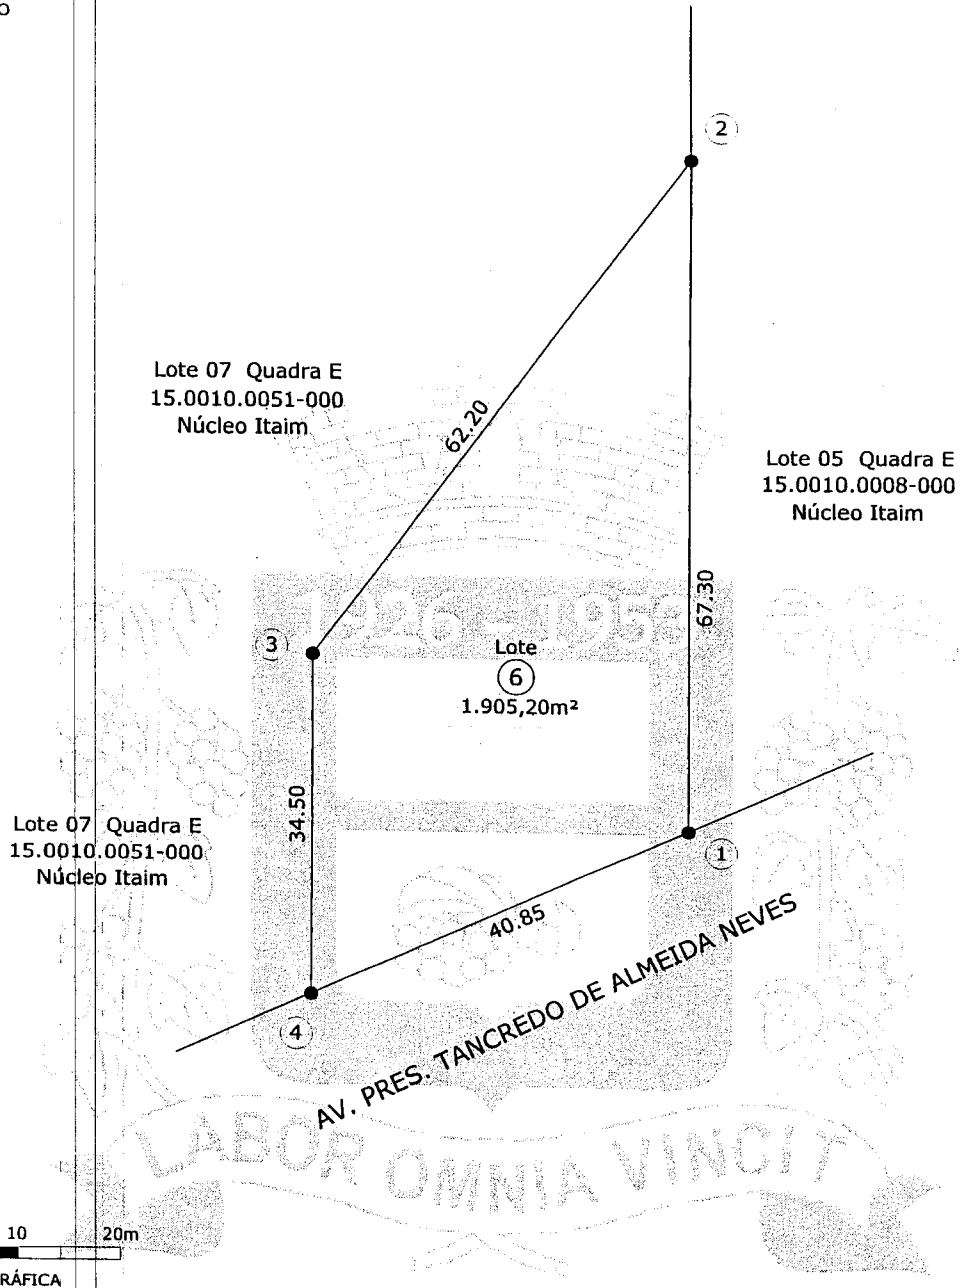 O
2
Lote 07 Quadra E
15.0010.0051-000
Núcleo Itaim
62.20
Lote 05 Quadra E
15.0010.0008-000
Núcleo Itaim
67.30
1926 - 1953
3
Lote
6
1.905,20m²
34.50
Lote 07 Quadra E
15.0010.0051-000
Núcleo Itaim
1
40.85
4
AV. PRES. TANCREDO DE ALMEIDA NEVES
LABOR OMNIA VINCIT
10 20m
RÁFICA